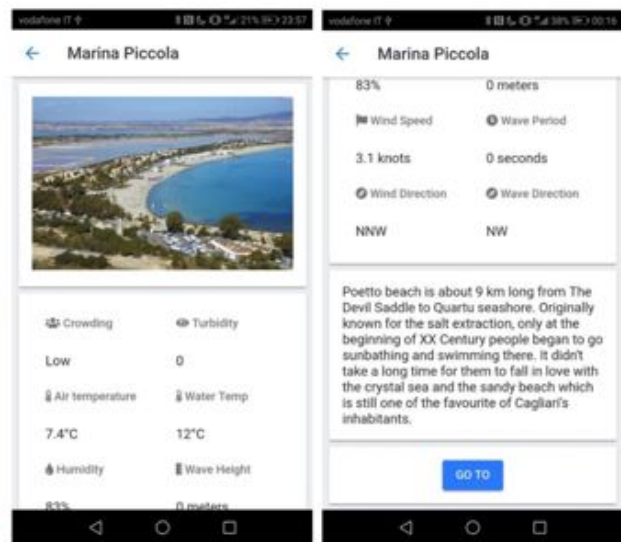 vodafone IT 21% 23:57
← Marina Piccola
Crowding Turbidity
Low 0
Air temperature Water Temp
7.4°C 12°C
Humidity Wave Height
83% 0 meters
vodafone IT 38% 00:16
← Marina Piccola
83% 0 meters
Wind Speed Wave Period
3.1 knots 0 seconds
Wind Direction Wave Direction
NNW NW
Poetto beach is about 9 km long from The
Devil Saddle to Quartu seashore. Originally
known for the salt extraction, only at the
beginning of XX Century people began to go
sunbathing and swimming there. It didn't
take a long time for them to fall in love with
the crystal sea and the sandy beach which
is still one of the favourite of Cagliari's
inhabitants.
GO TO